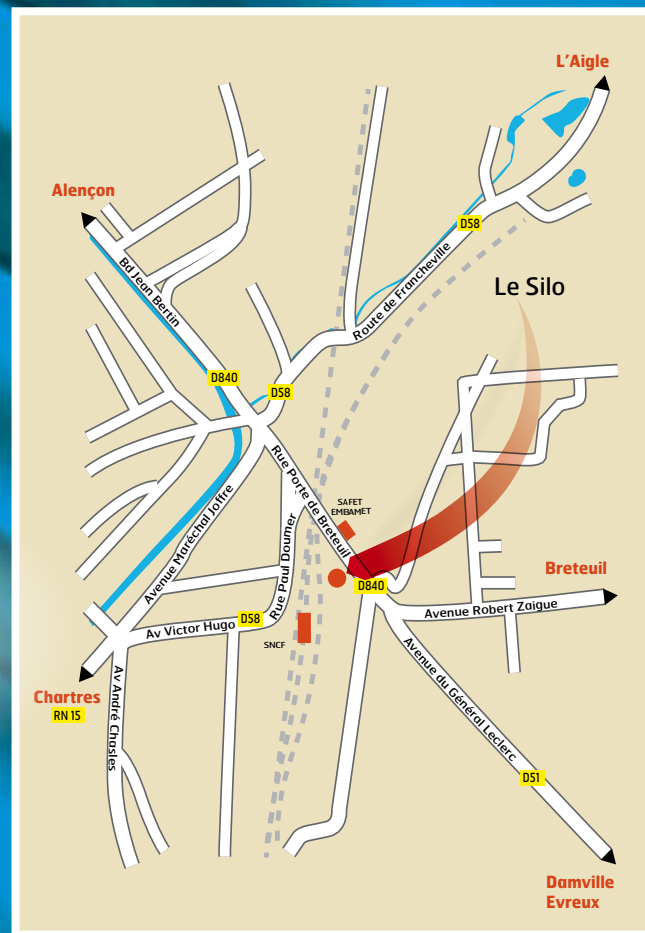 L'Aigle
Alençon
D58
Bd Jean Bertin
Route de Francheville
Le Silo
D840
D58
Rue Porte de Breteuil
SAFET
EMBAMET
Avenue Maréchal Joffre
Rue Paul Doumer
Breteuil
D840
Avenue Robert Zaigue
D58
Av Victor Hugo
SNCF
Avenue du Général Leclerc
Chartres
RN 15
Av André Chasles
D51
Damville
Evreux